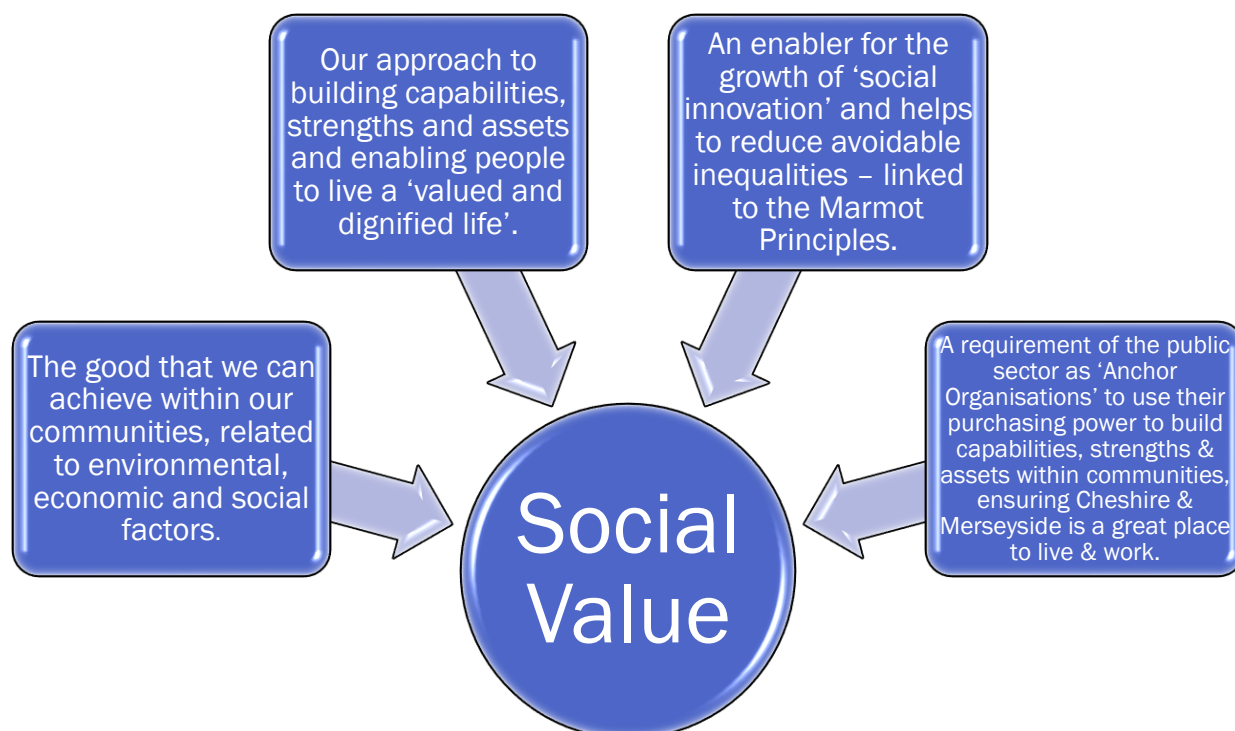 Our approach to
building capabilities,
strengths and assets
and enabling people
to live a ‘valued and
dignified life’.
An enabler for the
growth of ‘social
innovation’ and helps
to reduce avoidable
inequalities – linked
to the Marmot
Principles.
The good that we can
achieve within our
communities, related
to environmental,
economic and social
factors.
A requirement of the public
sector as ‘Anchor
Organisations’ to use their
purchasing power to build
capabilities, strengths &
assets within communities,
ensuring Cheshire &
Merseyside is a great place
to live & work.
Social
Value